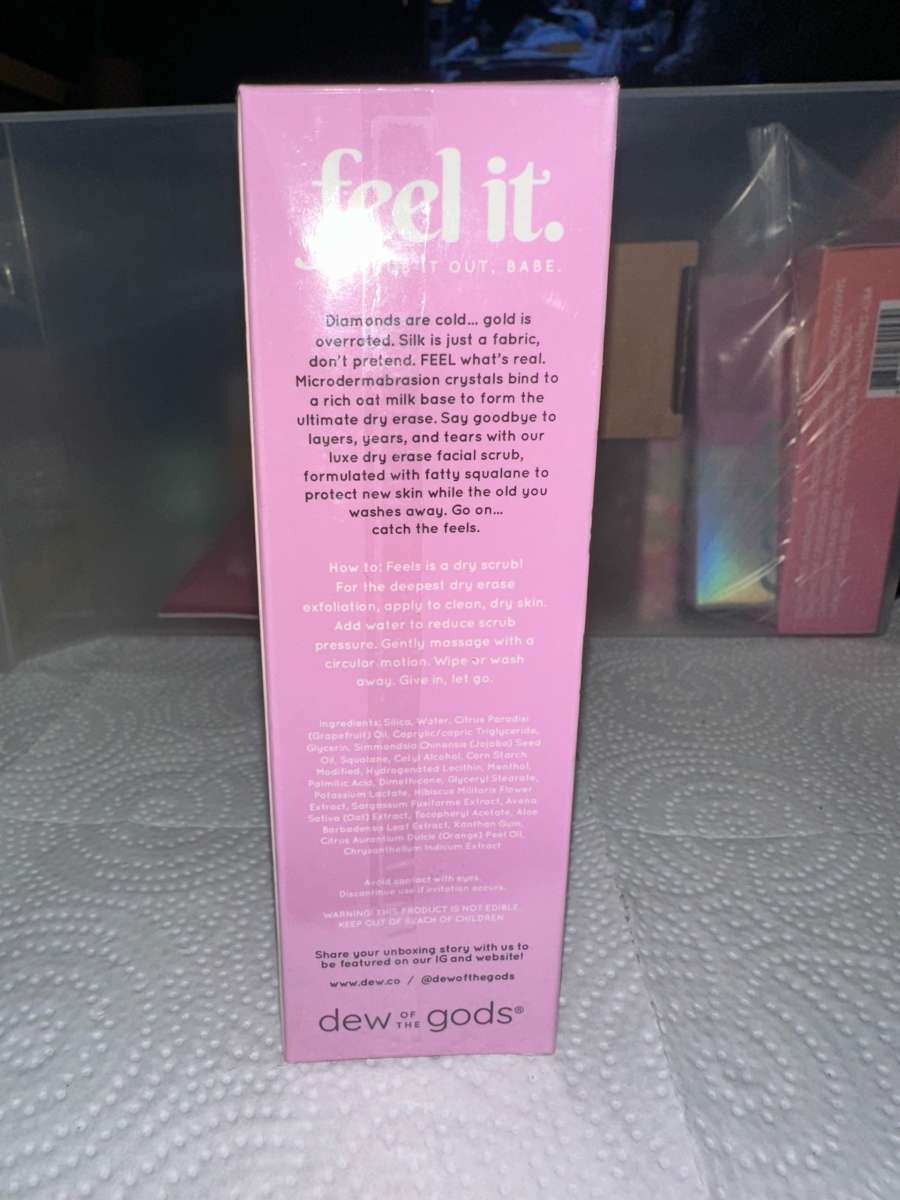 feel it.
IT OUT, BABE.
Diamonds are cold... gold is
overrated. Silk is just a fabric,
don't pretend. FEEL what's real.
Microdermabrasion crystals bind to
a rich oat milk base to form the
ultimate dry erase. Say goodbye to
layers, years, and tears with our
luxe dry erase facial scrub,
formulated with fatty squalane to
protect new skin while the old you
washes away. Go on...
catch the feels.
How to: Feels is a dry scrub!
For the deepest dry erase
exfoliation, apply to clean, dry skin.
Add water to reduce scrub
pressure. Gently massage with a
circular motion. Wipe or wash
away. Give in, let go.
Ingredients: Silica, Water, Citrus Paradisi
(Grapefruit) Oil, Caprylic/capric Triglyceride,
Glycerin, Simmondsia Chinensis (Jojoba) Seed
Oil, Squalane, Cetyl Alcohol, Corn Starch
Modified, Hydrogenated Lecithin, Menthol,
Palmitic Acid, Dimethicone, Glyceryl Stearate,
Potassium Lactate, Hibiscus Militaris Flower
Extract, Sargassum Fusiforme Extract, Avena
Sativa (Oat) Extract, Tocopheryl Acetate, Aloe
Barbadensis Leaf Extract, Xanthan Gum,
Citrus Aurantium Dulcis (Orange) Peel Oil,
Chrysanthellum Indicum Extract
Avoid contact with eyes.
Discontinue use if irritation occurs.
WARNING! THIS PRODUCT IS NOT EDIBLE.
KEEP OUT OF REACH OF CHILDREN
Share your unboxing story with us to
be featured on our IG and website!
www.dew.co / @dewofthegods
dew OF THE gods®